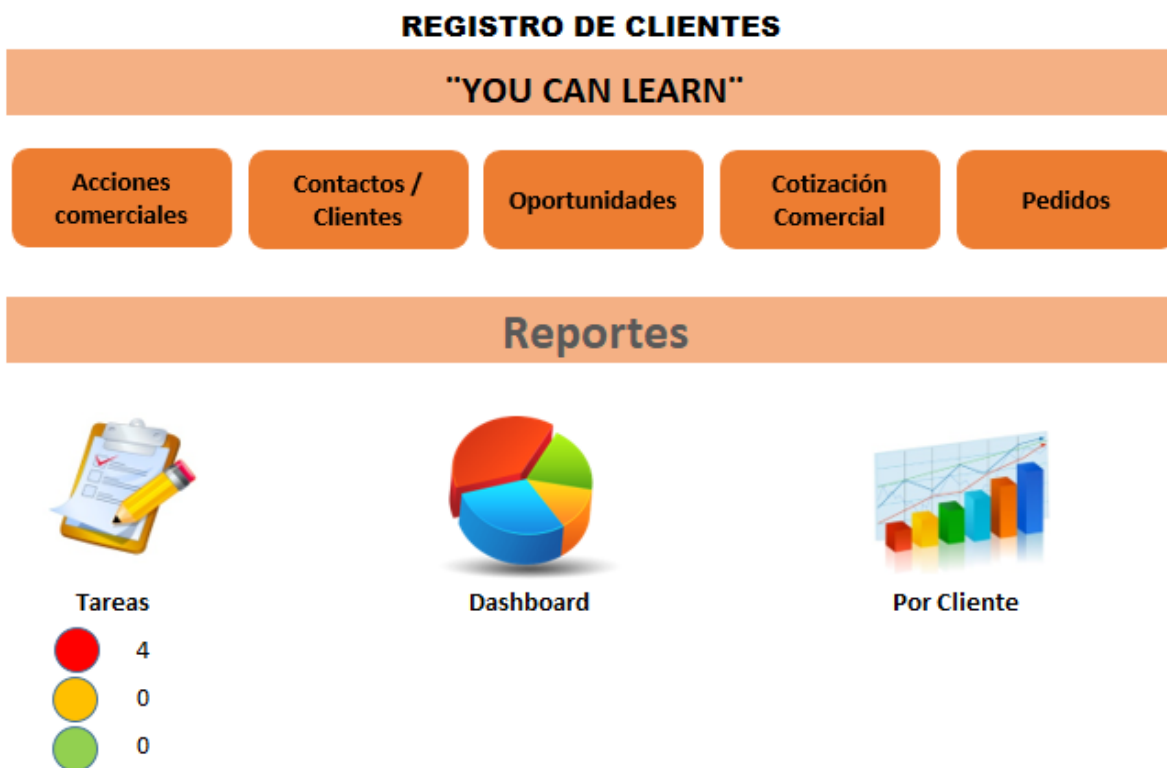 REGISTRO DE CLIENTES
¨YOU CAN LEARN¨
Acciones
comerciales
Contactos /
Clientes
Oportunidades
Cotización
Comercial
Pedidos
Reportes
Tareas
Dashboard
Por Cliente
4
0
0